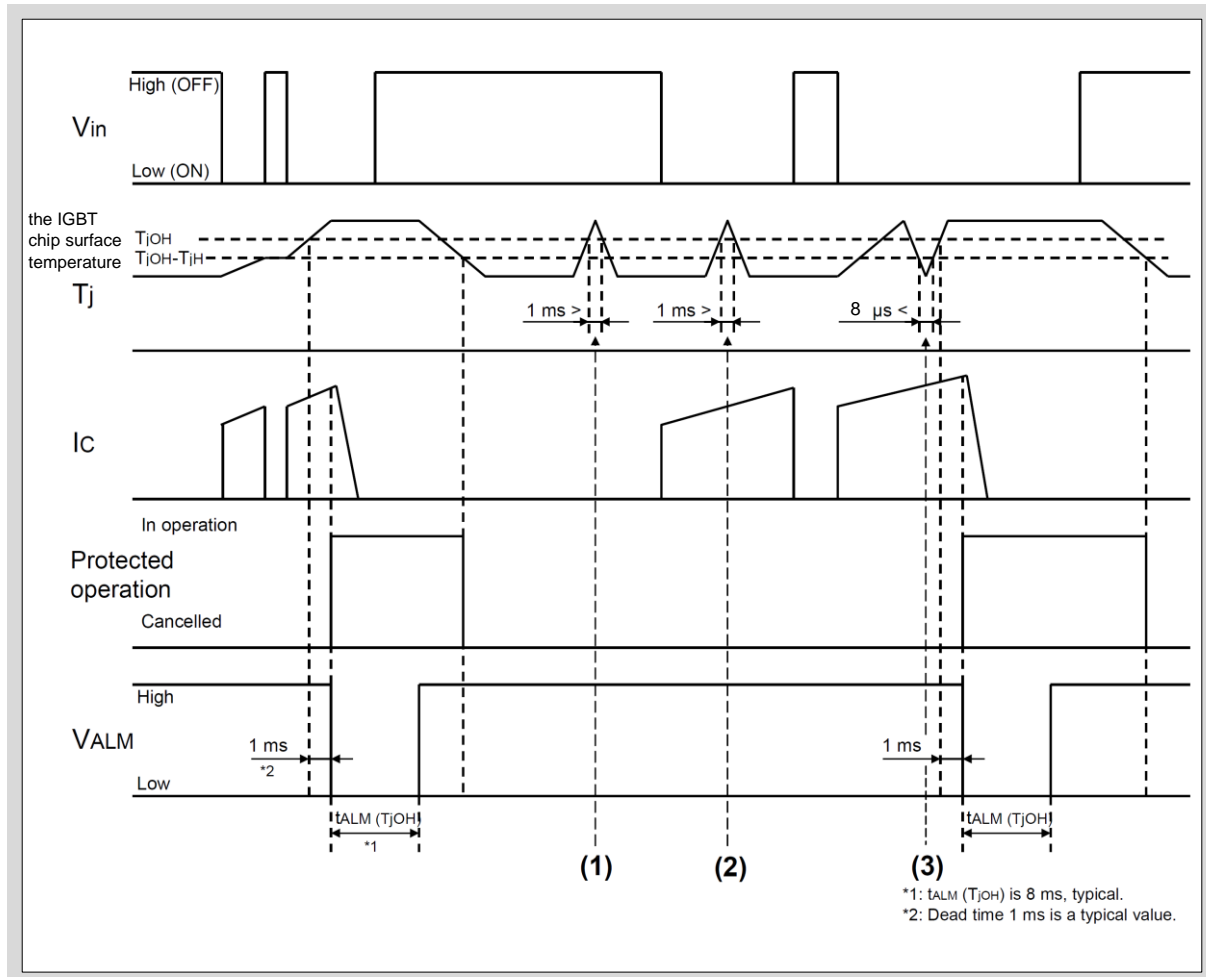 High (OFF)
Vin
Low (ON)
the IGBT
chip surface
temperature
TjOH
TjOH-TjH
Tj
1 ms >
1 ms >
8 µs <
IC
In operation
Protected
operation
Cancelled
High
VALM
1 ms
*2
1 ms
Low
tALM (TjOH)
*1
tALM (TjOH)
(1)
(2)
(3)
*1: tALM (TjOH) is 8 ms, typical.
*2: Dead time 1 ms is a typical value.